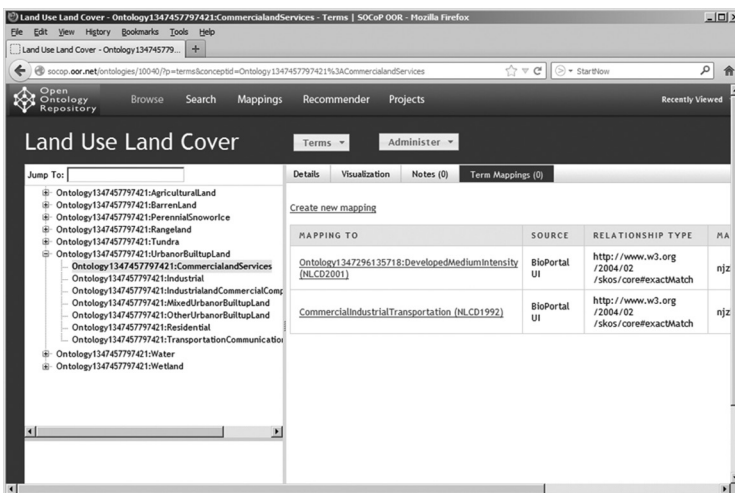 Land Use Land Cover - Ontology1347457797421:CommercialandServices - Terms | SOCoP OOR - Mozilla Firefox
File Edit View History Bookmarks Tools Help
Land Use Land Cover - Ontology13474579... +
socop.oor.net/ontologies/10040/?p=terms&conceptid=Ontology1347457797421%3ACommercialandServices StartNow
Open
Ontology
Repository
Browse Search Mappings Recommender Projects Recently Viewed
Land Use Land Cover Terms Administer
Jump To: Details Visualization Notes (0) Term Mappings (0)
Ontology1347457797421:AgriculturalLand
Ontology1347457797421:BarrenLand
Ontology1347457797421:PerennialSnoworIce
Ontology1347457797421:Rangeland
Ontology1347457797421:Tundra
Ontology1347457797421:UrbanorBuiltupLand
Ontology1347457797421:CommercialandServices
Ontology1347457797421:Industrial
Ontology1347457797421:IndustrialandCommercialComp
Ontology1347457797421:MixedUrbanorBuiltupLand
Ontology1347457797421:OtherUrbanorBuiltupLand
Ontology1347457797421:Residential
Ontology1347457797421:TransportationCommunication
Ontology1347457797421:Water
Ontology1347457797421:Wetland
Create new mapping
MAPPING TO SOURCE RELATIONSHIP TYPE MA
Ontology1347296135718:DevelopedMediumIntensity
(NLCD2001)
BioPortal
UI
http://www.w3.org
/2004/02
/skos/core#exactMatch
njz
CommercialIndustrialTransportation (NLCD1992)
BioPortal
UI
http://www.w3.org
/2004/02
/skos/core#exactMatch
njz